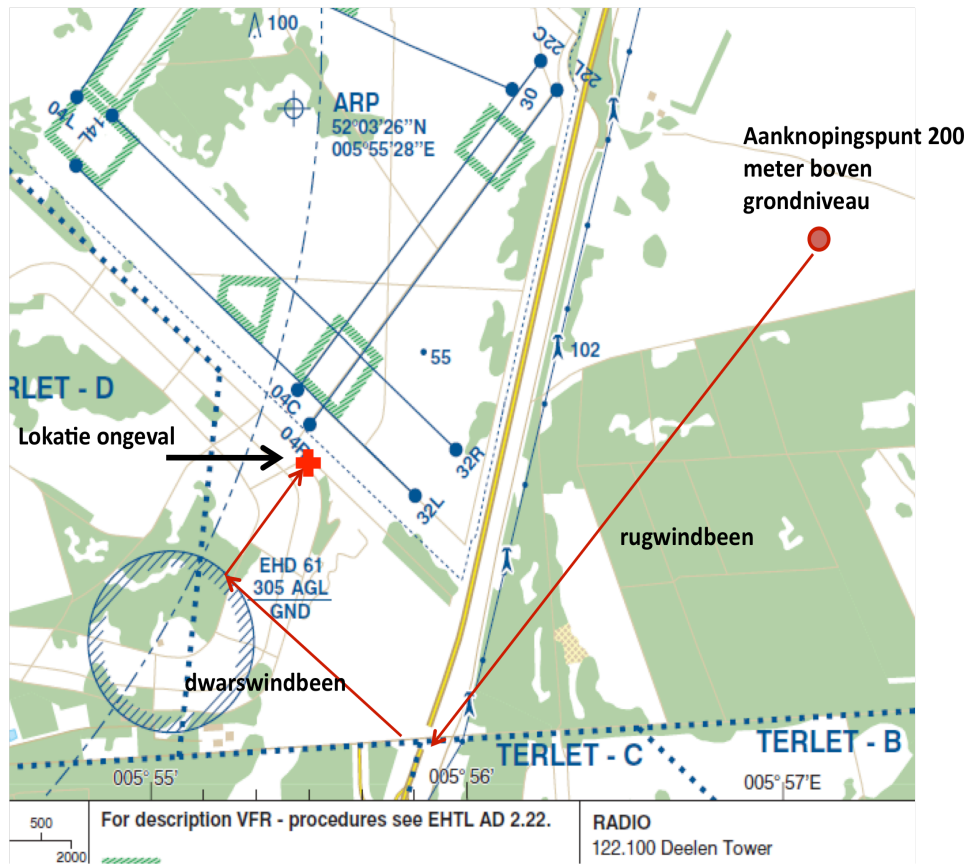 100
22C
22L
30
ARP
52°03'26"N
005°55'28"E
04L
14L
Aanknopingspunt 200
meter boven
grondniveau
55
102
RLET - D
04C
Lokatie ongeval
04R
32R
32L
rugwindbeen
EHD 61
305 AGL
GND
dwarswindbeen
TERLET - C
TERLET - B
005° 55'
005° 56'
005° 57'E
500
2000
For description VFR - procedures see EHTL AD 2.22.
RADIO
122.100 Deelen Tower